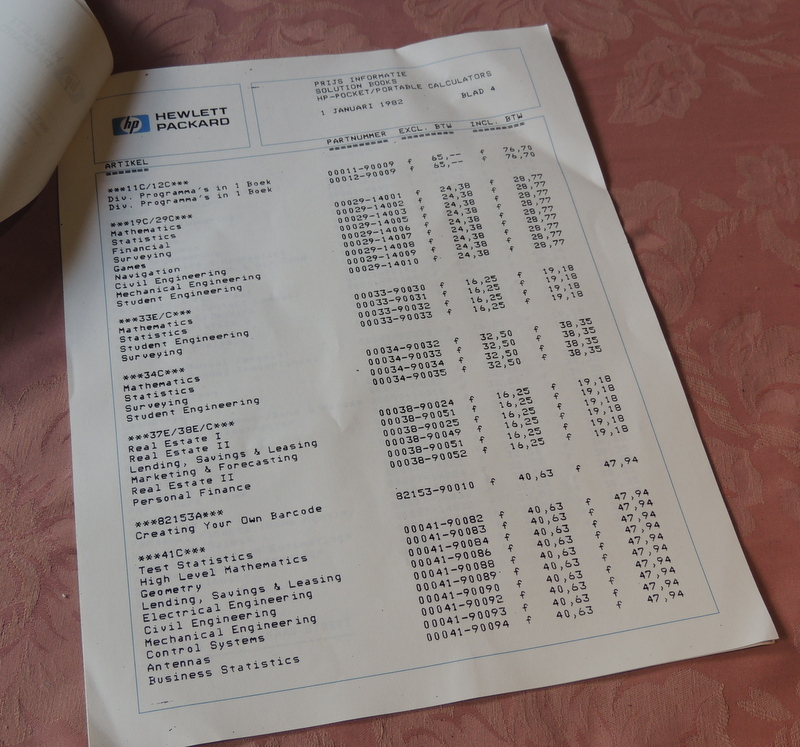 hp HEWLETT PACKARD
PRIJS INFORMATIE
SOLUTION BOOKS
HP-POCKET/PORTABLE CALCULATORS
1 JANUARI 1982 BLAD 4
ARTIKEL PARTNUMMER EXCL. BTW INCL. BTW
***11C/12C***
Div. Programma's in 1 Boek 00011-90009 f 65,-- f 76,70
Div. Programma's in 1 Boek 00012-90009 f 65,-- f 76,70
***19C/29C***
Mathematics 00029-14001 f 24,38 f 28,77
Statistics 00029-14002 f 24,38 f 28,77
Financial 00029-14003 f 24,38 f 28,77
Surveying 00029-14005 f 24,38 f 28,77
Games 00029-14006 f 24,38 f 28,77
Navigation 00029-14007 f 24,38 f 28,77
Civil Engineering 00029-14008 f 24,38 f 28,77
Mechanical Engineering 00029-14009 f 24,38 f 28,77
Student Engineering 00029-14010 f 24,38 f 28,77
***33E/C***
Mathematics 00033-90030 f 16,25 f 19,18
Statistics 00033-90031 f 16,25 f 19,18
Student Engineering 00033-90032 f 16,25 f 19,18
Surveying 00033-90033 f 16,25 f 19,18
***34C***
Mathematics 00034-90032 f 32,50 f 38,35
Statistics 00034-90033 f 32,50 f 38,35
Surveying 00034-90034 f 32,50 f 38,35
Student Engineering 00034-90035 f 32,50 f 38,35
***37E/38E/C***
Real Estate I 00038-90024 f 16,25 f 19,18
Real Estate II 00038-90051 f 16,25 f 19,18
Lending, Savings & Leasing 00038-90025 f 16,25 f 19,18
Marketing & Forecasting 00038-90049 f 16,25 f 19,18
Real Estate II 00038-90051 f 16,25 f 19,18
Personal Finance 00038-90052 f 16,25 f 19,18
***82153A***
Creating Your Own Barcode 82153-90010 f 40,63 f 47,94
***41C***
Test Statistics 00041-90082 f 40,63 f 47,94
High Level Mathematics 00041-90083 f 40,63 f 47,94
Geometry 00041-90084 f 40,63 f 47,94
Lending, Savings & Leasing 00041-90086 f 40,63 f 47,94
Electrical Engineering 00041-90088 f 40,63 f 47,94
Civil Engineering 00041-90089 f 40,63 f 47,94
Mechanical Engineering 00041-90090 f 40,63 f 47,94
Control Systems 00041-90092 f 40,63 f 47,94
Antennas 00041-90093 f 40,63 f 47,94
Business Statistics 00041-90094 f 40,63 f 47,94